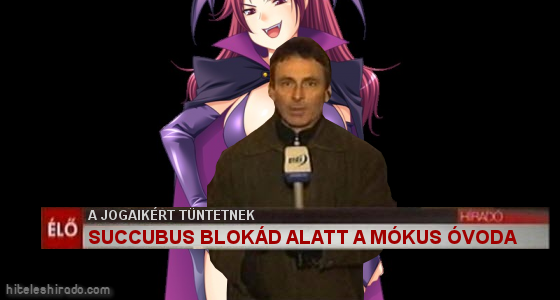 A JOGAIKÉRT TÜNTETNEK
HÍRADÓ
ÉLŐ
SUCCUBUS BLOKÁD ALATT A MÓKUS ÓVODA
hiteleshirado.com